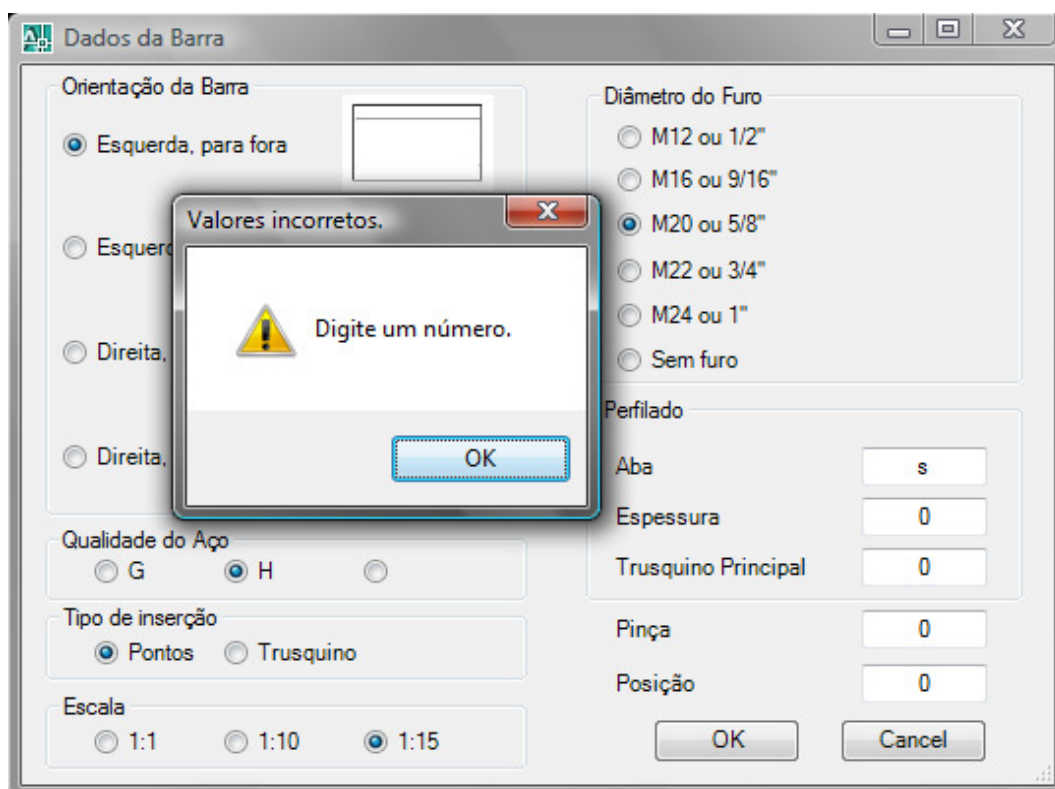 Dados da Barra
Orientação da Barra
Esquerda, para fora
Direita,
Direita,
Valores incorretos.
Digite um número.
OK
Diâmetro do Furo
M12 ou 1/2"
M16 ou 9/16"
M20 ou 5/8"
M22 ou 3/4"
M24 ou 1"
Sem furo
Perfilado
Aba s
Espessura 0
Trusquino Principal 0
Qualidade do Aço
G H
Tipo de inserção
Pontos Trusquino
Escala
1:1 1:10 1:15
Pinça 0
Posição 0
OK Cancel